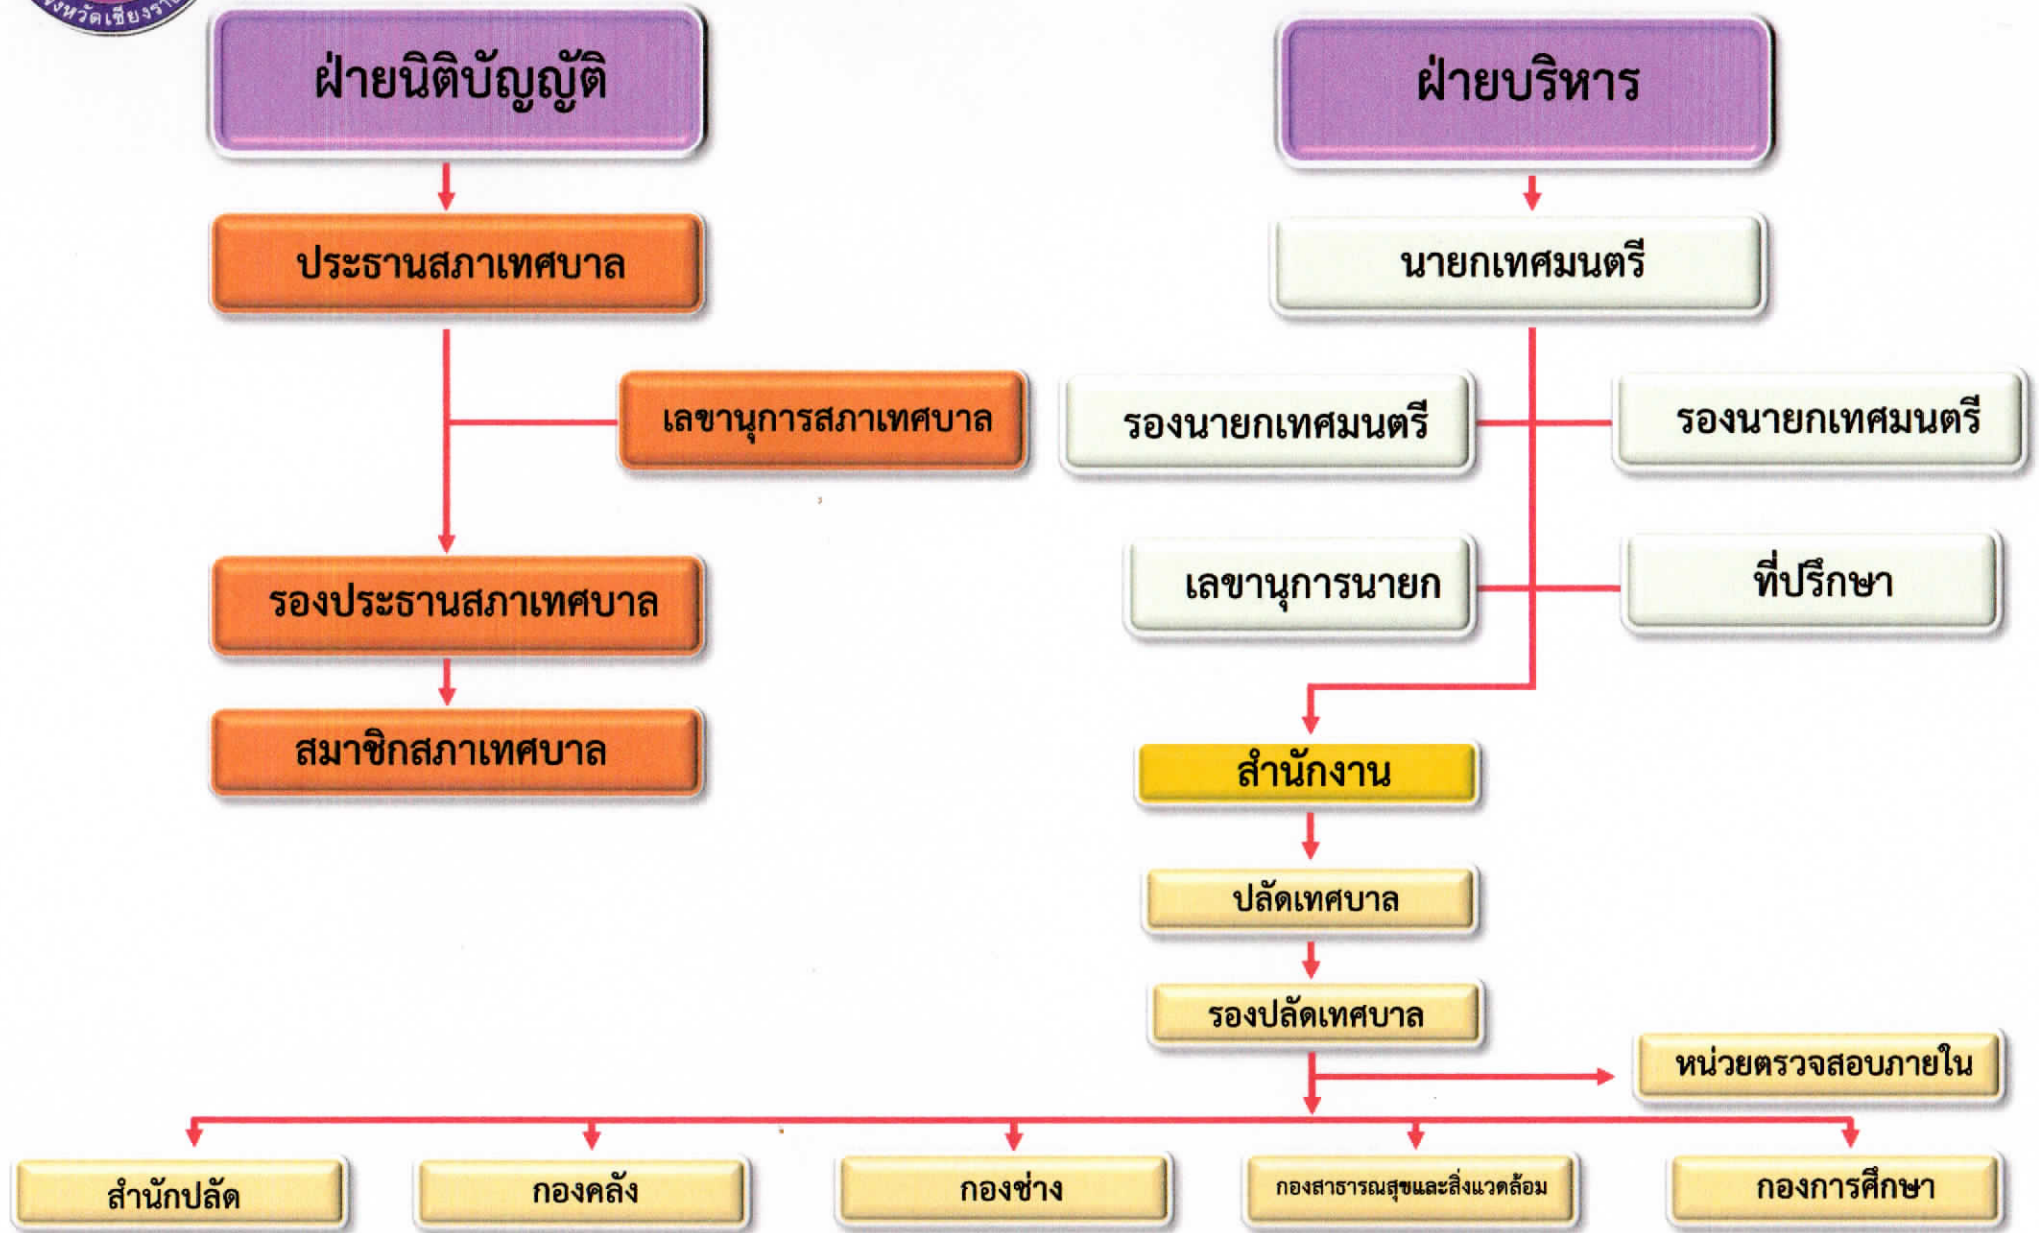 จังหวัดเชียงราย
ฝ่ายนิติบัญญัติ
ประธานสภาเทศบาล
เลขานุการสภาเทศบาล
รองประธานสภาเทศบาล
สมาชิกสภาเทศบาล
ฝ่ายบริหาร
นายกเทศมนตรี
รองนายกเทศมนตรี
รองนายกเทศมนตรี
เลขานุการนายก
ที่ปรึกษา
สำนักงาน
ปลัดเทศบาล
รองปลัดเทศบาล
หน่วยตรวจสอบภายใน
สำนักปลัด
กองคลัง
กองช่าง
กองสาธารณสุขและสิ่งแวดล้อม
กองการศึกษา